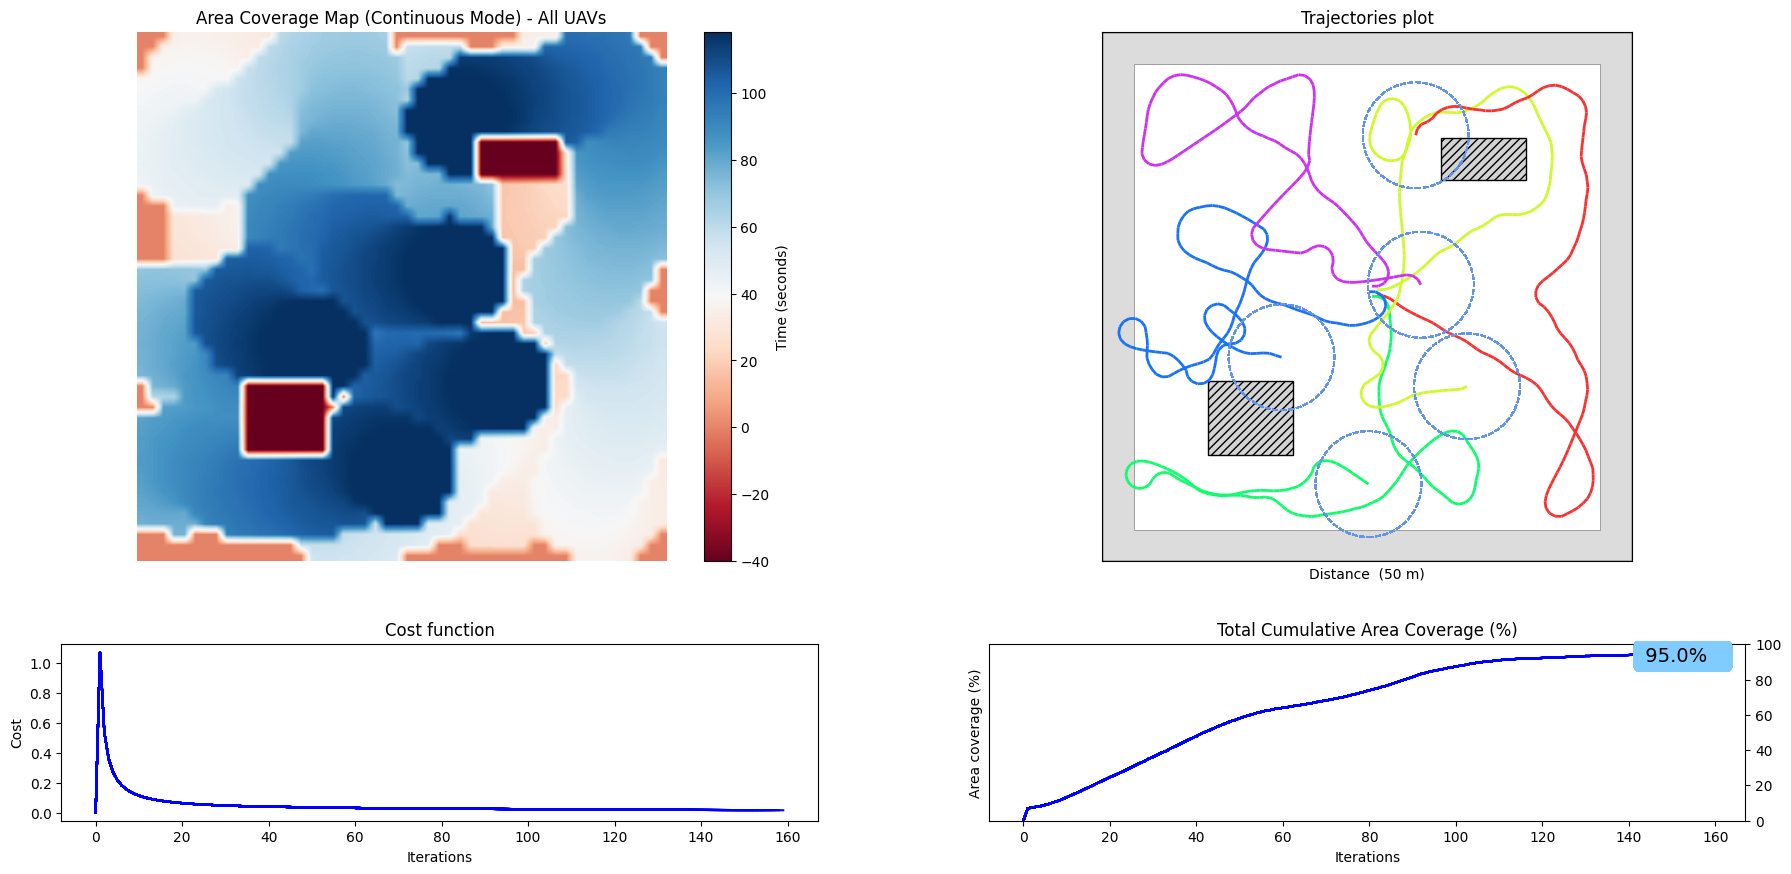 Area Coverage Map (Continuous Mode) - All UAVs
100
80
60
40
20
0
−20
−40
Time (seconds)
Trajectories plot
Distance  (50 m)
Cost function
1.0
0.8
0.6
0.4
0.2
0.0
Cost
0 20 40 60 80 100 120 140 160
Iterations
Total Cumulative Area Coverage (%)
95.0%
100
80
60
40
20
0
Area coverage (%)
0 20 40 60 80 100 120 140 160
Iterations